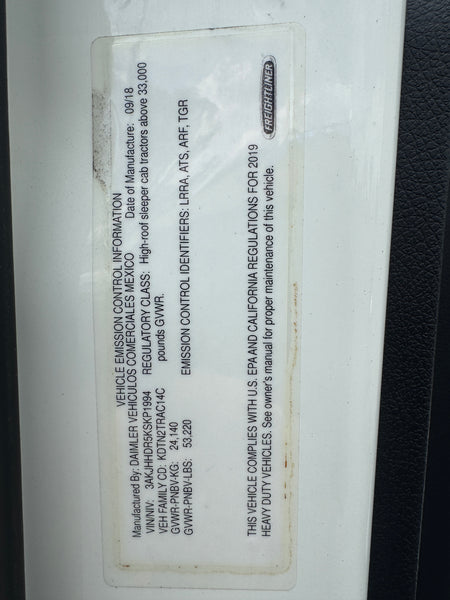 VEHICLE EMISSION CONTROL INFORMATION
Manufactured By: DAIMLER VEHICULOS COMERCIALES MEXICO Date of Manufacture: 09/18
VIN/NIV: 3AKJHHDR5KSKP1994 REGULATORY CLASS: High-roof sleeper cab tractors above 33,000
VEH FAMILY CD: KDTN2TRAC14C pounds GVWR.
GVWR-PNBV-KG: 24,140
GVWR-PNBV-LBS: 53,220 EMISSION CONTROL IDENTIFIERS: LRRA, ATS, ARF, TGR
THIS VEHICLE COMPLIES WITH U.S. EPA AND CALIFORNIA REGULATIONS FOR 2019
HEAVY DUTY VEHICLES. See owner's manual for proper maintenance of this vehicle.
FREIGHTLINER